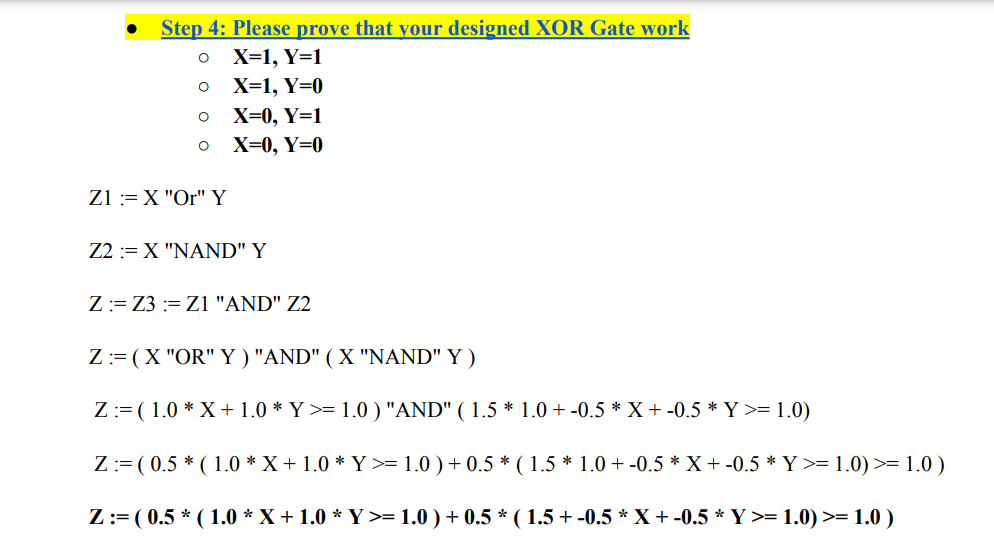 • Step 4: Please prove that your designed XOR Gate work
○ X=1, Y=1
○ X=1, Y=0
○ X=0, Y=1
○ X=0, Y=0
Z1 := X "Or" Y
Z2 := X "NAND" Y
Z := Z3 := Z1 "AND" Z2
Z := ( X "OR" Y ) "AND" ( X "NAND" Y )
Z := ( 1.0 * X + 1.0 * Y >= 1.0 ) "AND" ( 1.5 * 1.0 + -0.5 * X + -0.5 * Y >= 1.0)
Z := ( 0.5 * ( 1.0 * X + 1.0 * Y >= 1.0 ) + 0.5 * ( 1.5 * 1.0 + -0.5 * X + -0.5 * Y >= 1.0) >= 1.0 )
Z := ( 0.5 * ( 1.0 * X + 1.0 * Y >= 1.0 ) + 0.5 * ( 1.5 + -0.5 * X + -0.5 * Y >= 1.0) >= 1.0 )